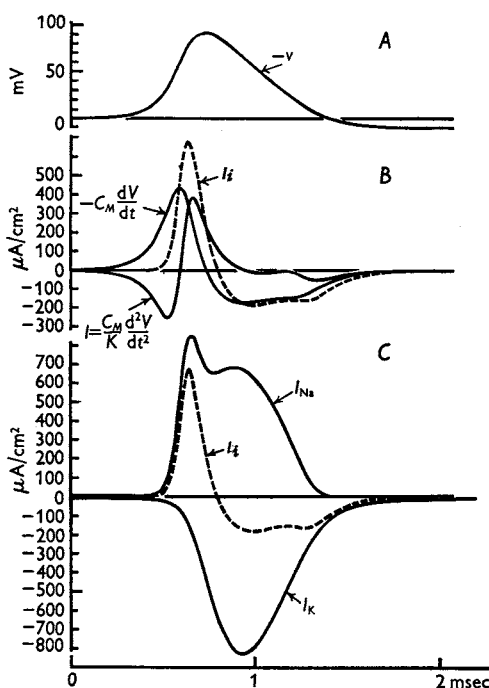 100
A
mV
50
−v
0
B
500
400
300
200
100
0
−100
−200
−300
μA/cm²
−C_M dV/dt
I_i
I=C_M/K d²V/dt²
C
700
600
500
400
300
200
100
0
−100
−200
−300
−400
−500
−600
−700
−800
μA/cm²
I_Na
I_i
I_K
0 1 2 msec